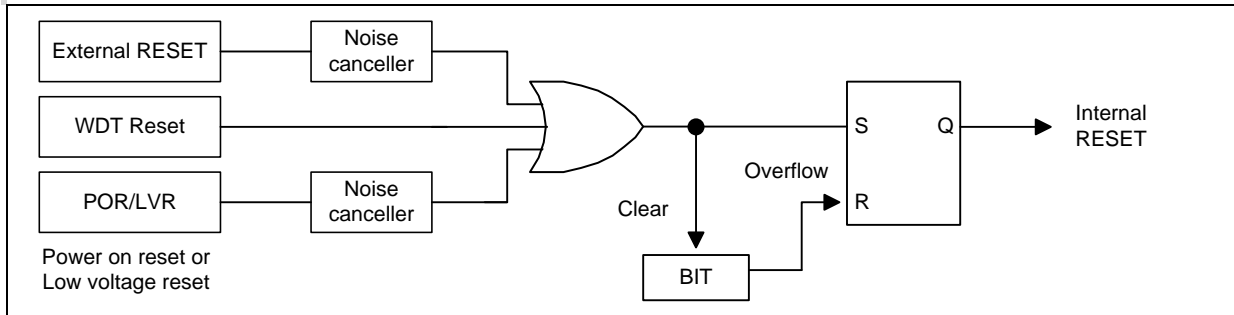 External RESET
Noise
canceller
WDT Reset
POR/LVR
Noise
canceller
Power on reset or
Low voltage reset
Clear
BIT
Overflow
S
Q
R
Internal
RESET